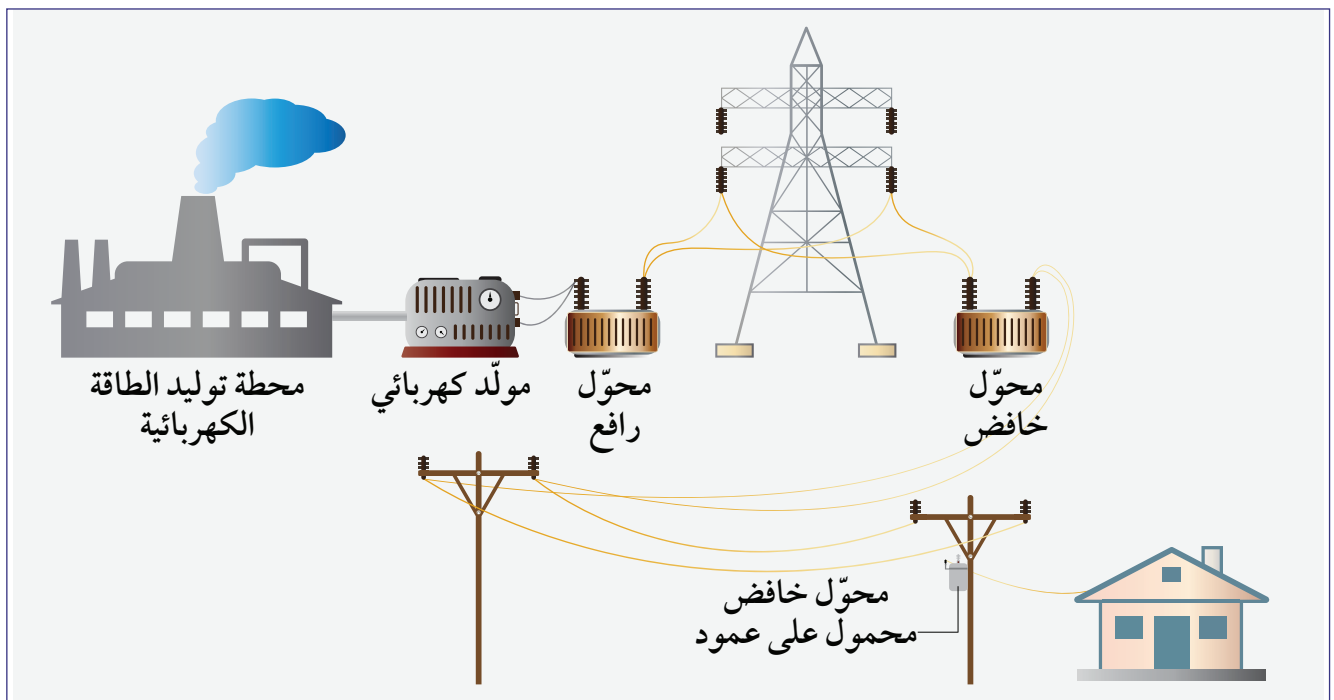 محطة توليد الطاقة
الكهربائية
مولّد كهربائي
محوّل
رافع
محوّل
خافض
محوّل خافض
محمول على عمود